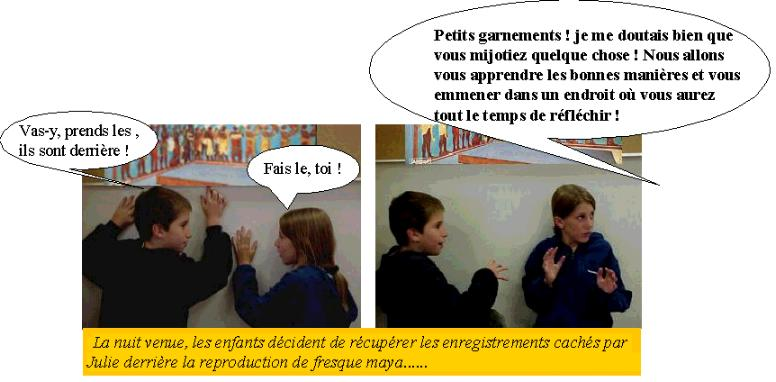 Vas-y, prends les ,
ils sont derrière !
Fais le, toi !
Petits garnements ! je me doutais bien que
vous mijotiez quelque chose ! Nous allons
vous apprendre les bonnes manières et vous
emmener dans un endroit où vous aurez
tout le temps de réfléchir !
La nuit venue, les enfants décident de récupérer les enregistrements cachés par
Julie derrière la reproduction de fresque maya......